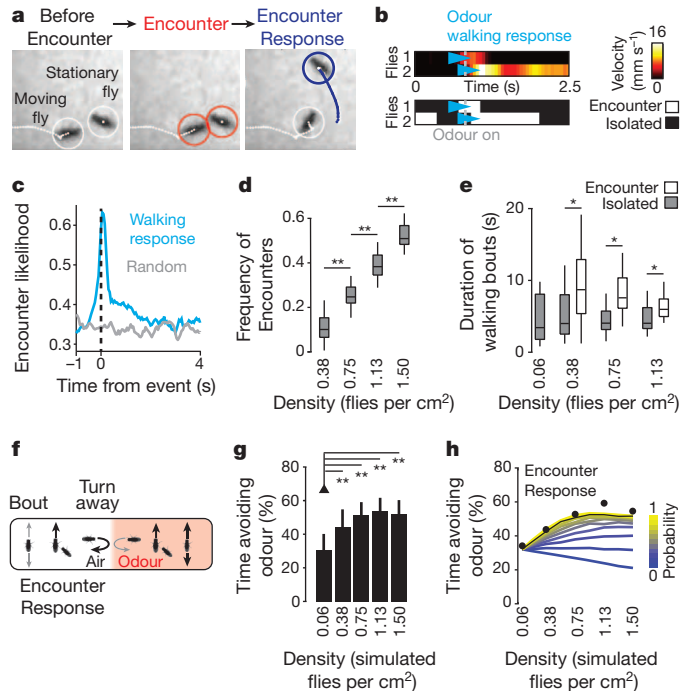 a
Before
Encounter
Encounter
Encounter
Response
Stationary
fly
Moving
fly
b
Odour
walking response
Flies
1
2
0
Time (s)
2.5
Flies
1
2
Odour on
Velocity
(mm s⁻¹)
16
0
Encounter
Isolated
c
Encounter likelihood
0.6
0.5
0.4
0.3
Walking
response
Random
–1
0
4
Time from event (s)
d
Frequency of
Encounters
0.6
0.4
0.2
0
**
**
**
0.38
0.75
1.13
1.50
Density (flies per cm²)
e
Encounter
Isolated
Duration of
walking bouts (s)
20
10
0
*
*
*
0.06
0.38
0.75
1.13
Density (flies per cm²)
f
Bout
Turn
away
Air
Odour
Encounter
Response
g
Time avoiding
odour (%)
80
60
40
20
0
**
**
**
**
0.06
0.38
0.75
1.13
1.50
Density (simulated
flies per cm²)
h
Time avoiding
odour (%)
80
60
40
20
0
Encounter
Response
1
0
Probability
0.06
0.38
0.75
1.13
1.50
Density (simulated
flies per cm²)